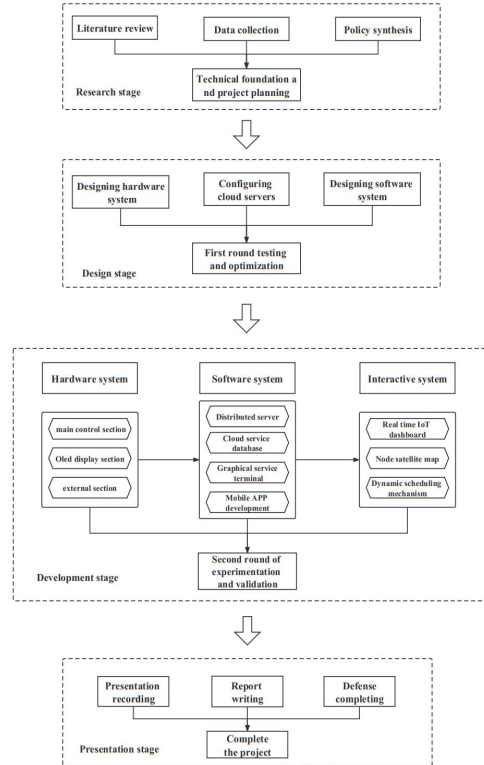 Literature review
Data collection
Policy synthesis
Technical foundation a
nd project planning
Research stage
Designing hardware
system
Configuring
cloud servers
Designing software
system
First round testing
and optimization
Design stage
Hardware system
Software system
Interactive system
main control section
Oled display section
external section
Distributed server
Cloud service
database
Graphical service
terminal
Mobile APP
development
Real time IoT
dashboard
Node satellite map
Dynamic scheduling
mechanism
Second round of
experimentation
and validation
Development stage
Presentation
recording
Report
writing
Defense
completing
Complete
the project
Presentation stage